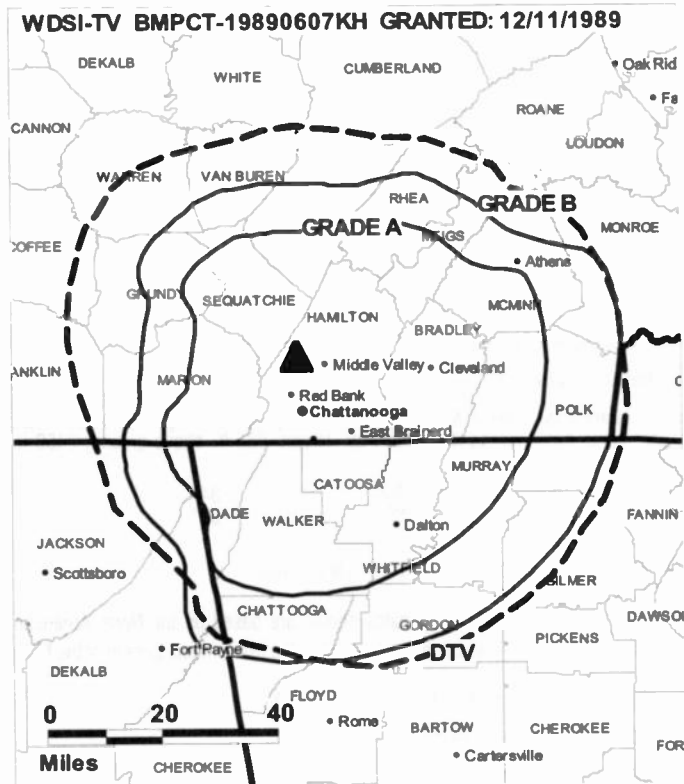 WDSI-TV BMPCT-19890607KH GRANTED: 12/11/1989
DEKALB
WHITE
CUMBERLAND
Oak Rid
Fa
ROANE
CANNON
LOUDON
WARREN
VAN BUREN
RHEA
GRADE B
MONROE
GRADE A
MEIGS
COFFEE
Athens
GRUNDY
SEQUATCHIE
MCMINN
HAMILTON
BRADLEY
ANKLIN
Middle Valley
Cleveland
MARION
Red Bank
Chattanooga
POLK
East Brainerd
MURRAY
CATOOSA
DADE
WALKER
Dalton
FANNIN
JACKSON
Scottsboro
WHITFIELD
GILMER
CHATTOOGA
GORDON
DAWSO
PICKENS
Fort Payne
DTV
DEKALB
FLOYD
0 20 40
Rome
BARTOW
CHEROKEE
Miles
CHEROKEE
Cartersville
FOR